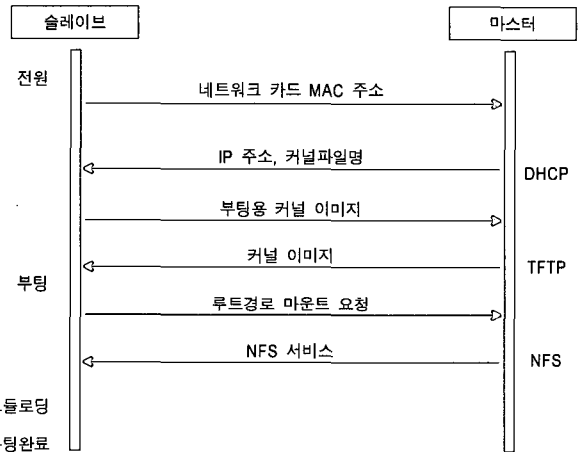 슬레이브
마스터
전원
네트워크 카드 MAC 주소
IP 주소, 커널파일명
DHCP
부팅용 커널 이미지
커널 이미지
TFTP
부팅
루트경로 마운트 요청
NFS 서비스
NFS
듈로딩
팅완료